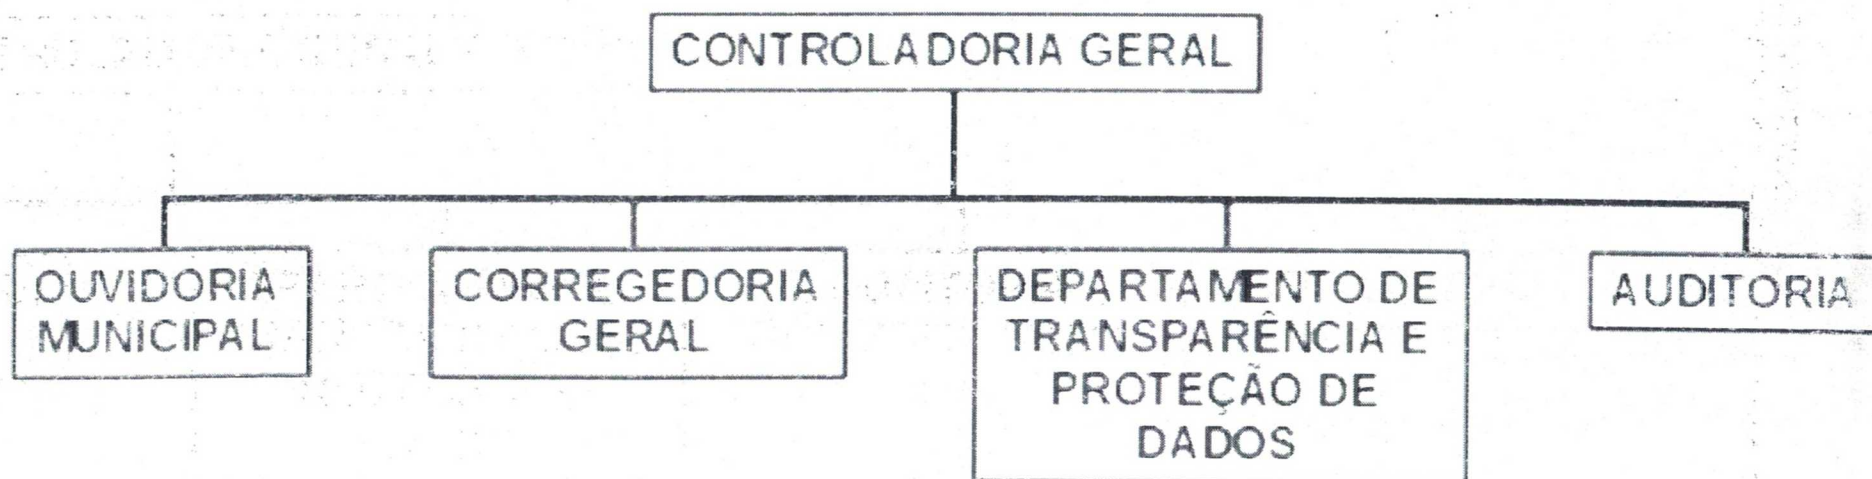 CONTROLADORIA GERAL
OUVIDORIA
MUNICIPAL
CORREGEDORIA
GERAL
DEPARTAMENTO DE
TRANSPARÊNCIA E
PROTEÇÃO DE
DADOS
AUDITORIA